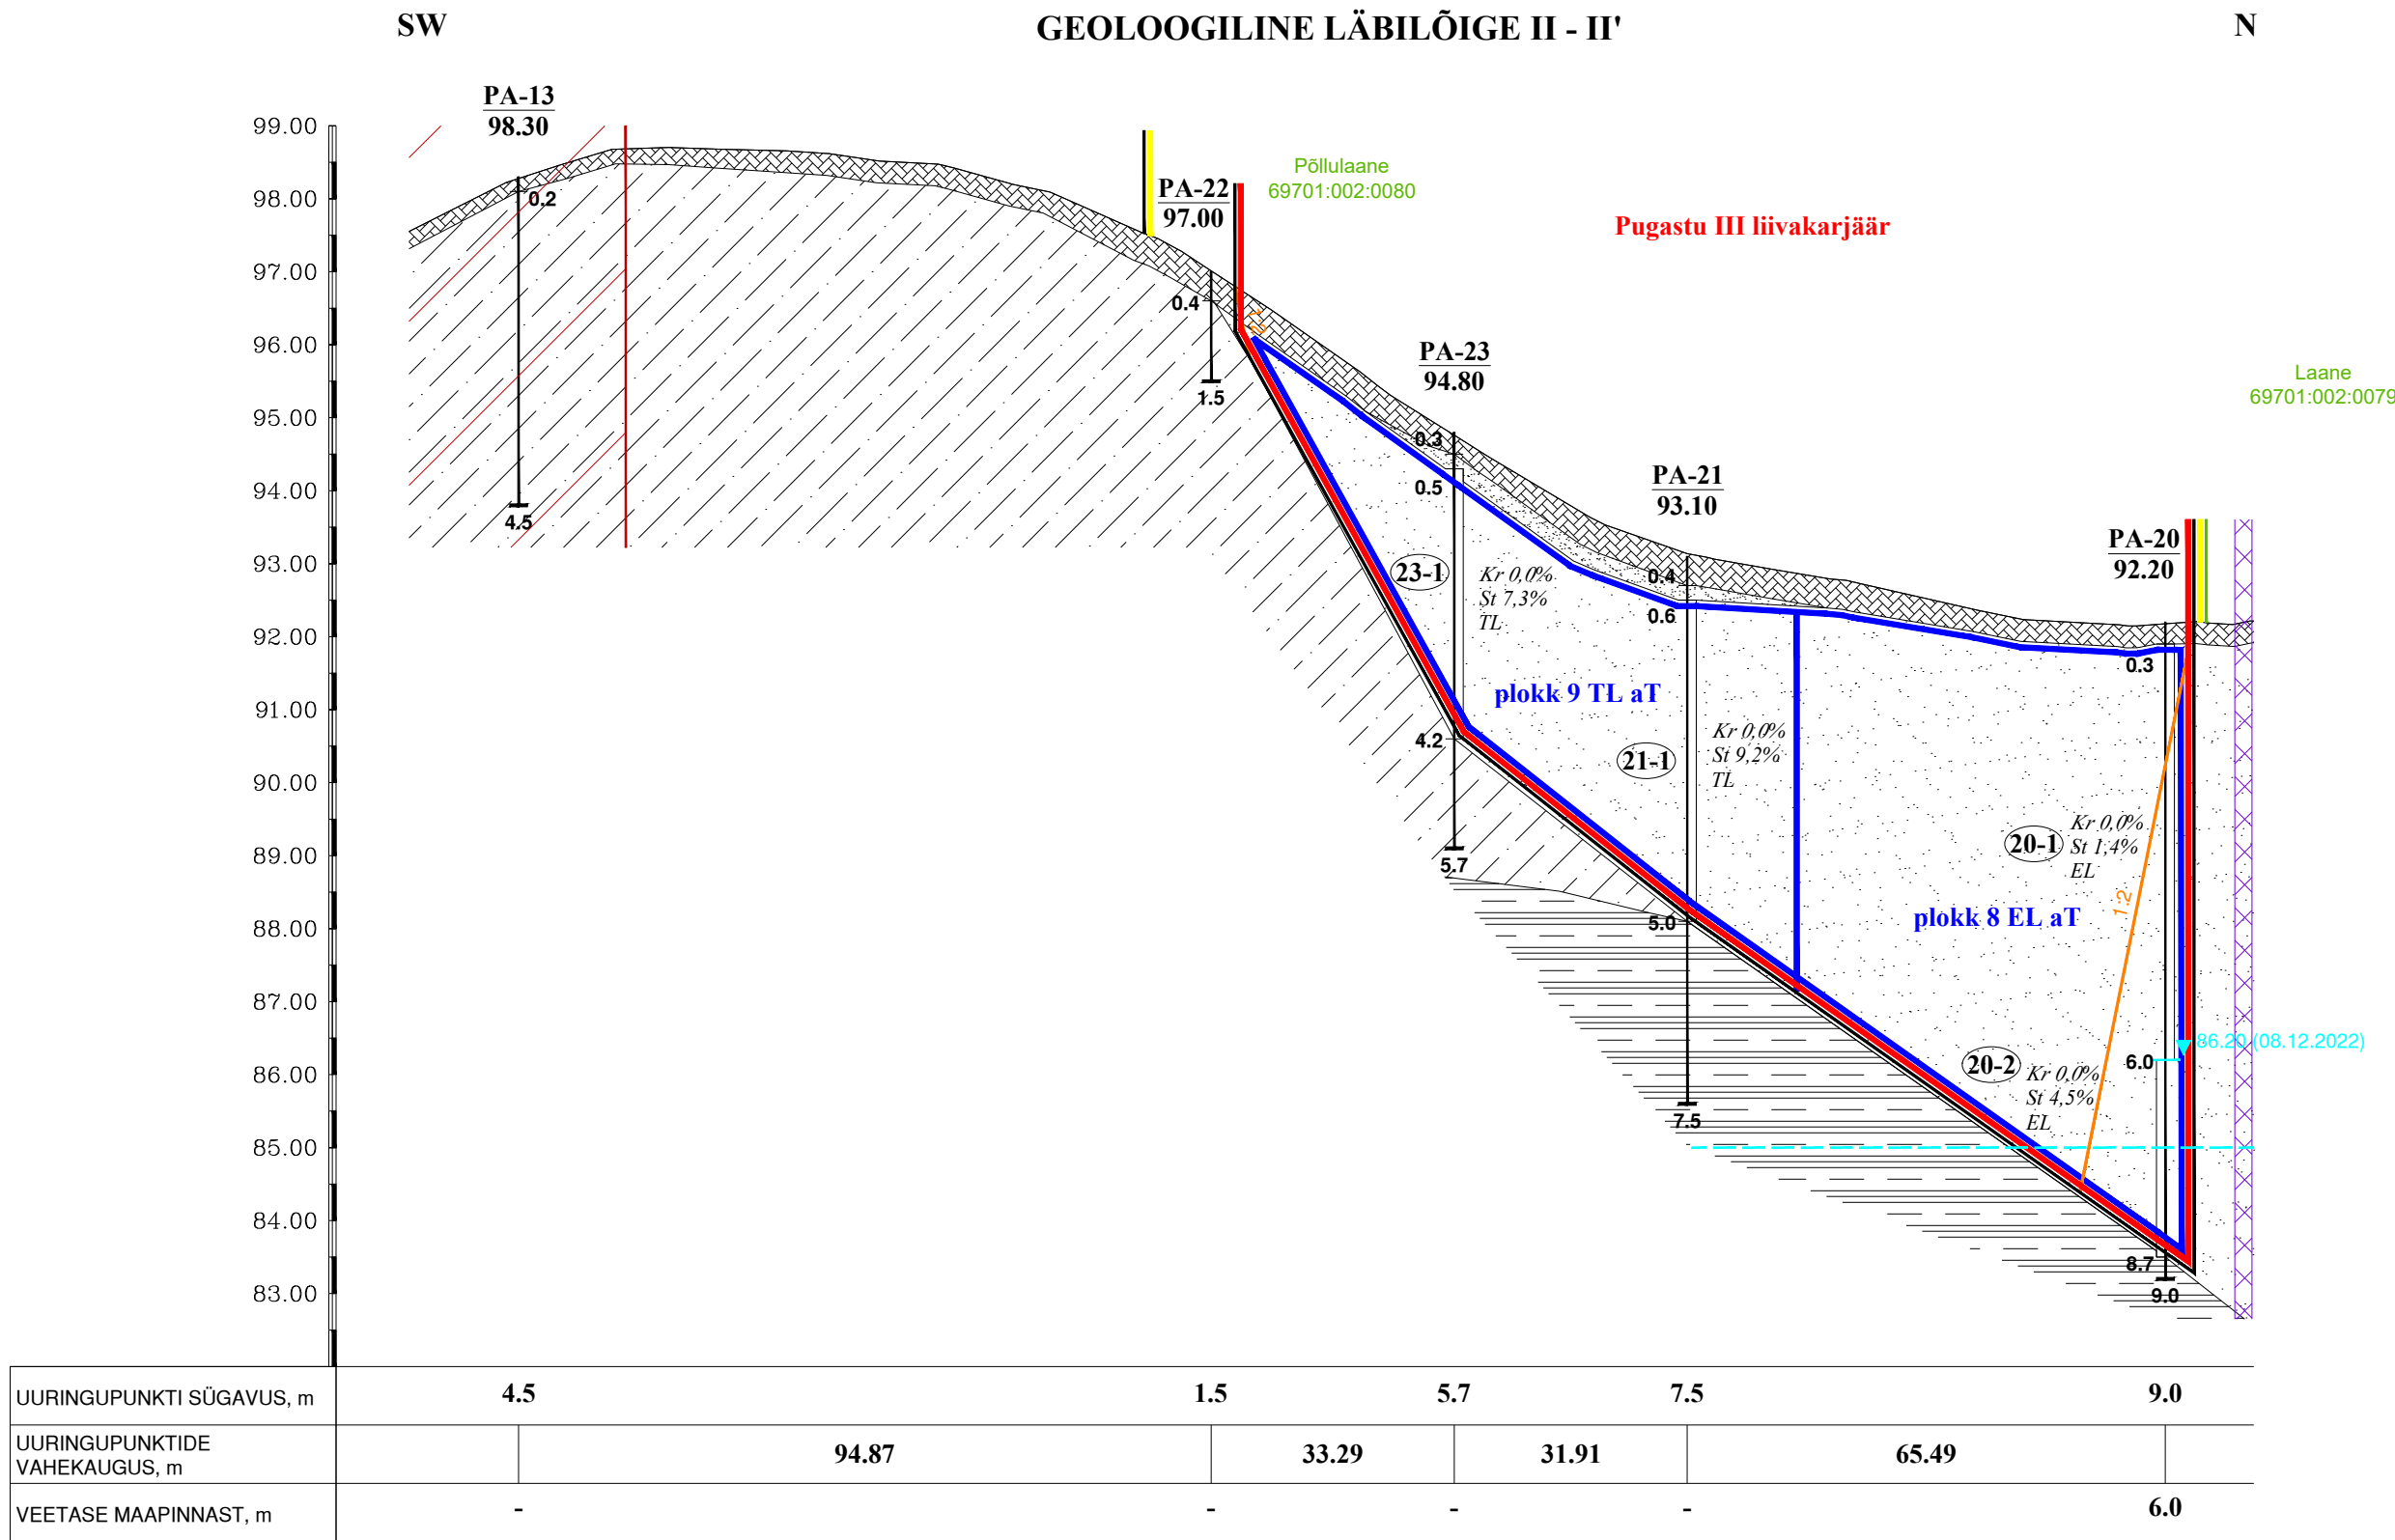 SW
GEOLOOGILINE LÄBILÕIGE II - II'
N
PA-13
98.30
99.00
98.00
97.00
96.00
95.00
94.00
93.00
92.00
91.00
90.00
89.00
88.00
87.00
86.00
85.00
84.00
83.00
0.2
4.5
PA-22
97.00
0.4
1.5
Põllulaane
69701:002:0080
Pugastu III liivakarjäär
PA-23
94.80
0.3
0.5
4.2
5.7
23-1
Kr 0,0%
St 7,3%
TL
PA-21
93.10
0.4
0.6
5.0
7.5
plokk 9 TL aT
21-1
Kr 0,0%
St 9,2%
TL
PA-20
92.20
0.3
6.0
8.7
9.0
Laane
69701:002:0079
20-1
Kr 0,0%
St 1,4%
EL
1:2
plokk 8 EL aT
86.20 (08.12.2022)
20-2
Kr 0,0%
St 4,5%
EL
UURINGUPUNKTI SÜGAVUS, m 4.5 1.5 5.7 7.5 9.0
UURINGUPUNKTIDE
VAHEKAUGUS, m 94.87 33.29 31.91 65.49
VEETASE MAAPINNAST, m - - - - 6.0